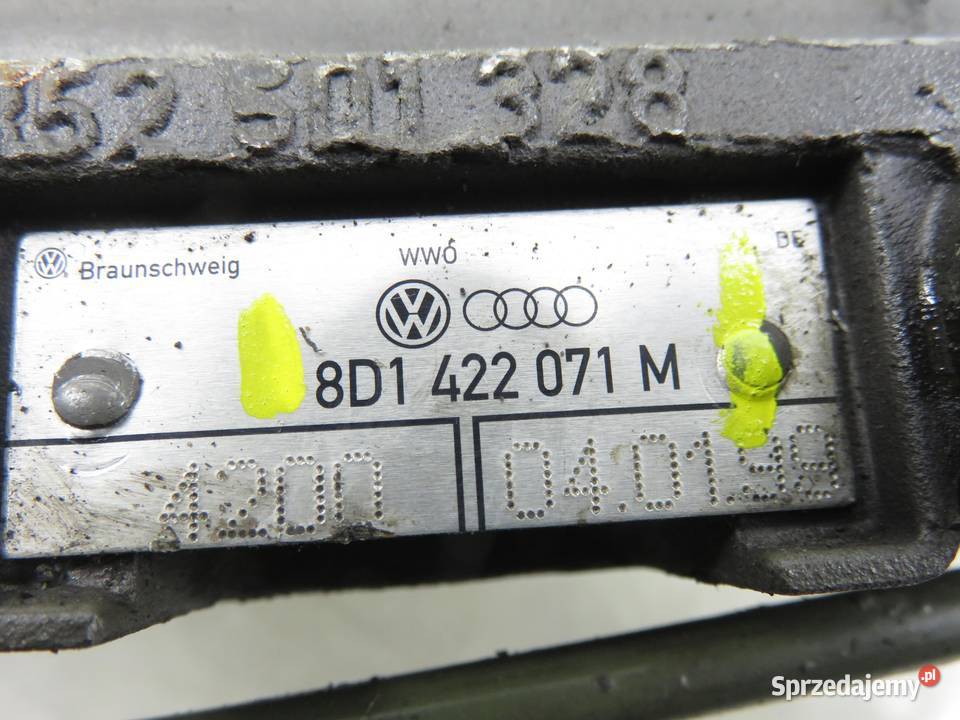 52 501 328
WWO
Braunschweig
8D1 422 071 M
4200 04.01.99
Sprzedajemy.pl